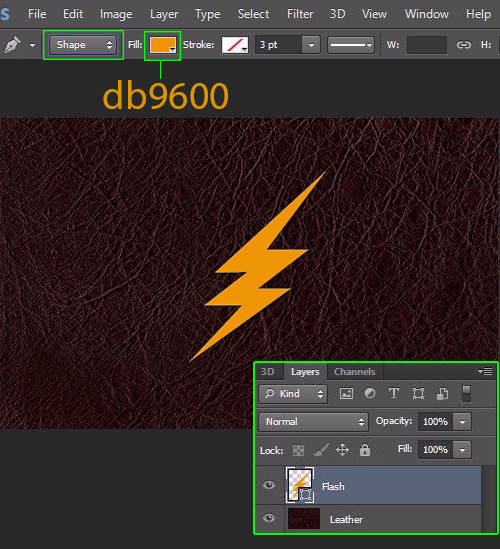 S File Edit Image Layer Type Select Filter 3D View Window Help
Shape Fill: Stroke: 3 pt W: H:
db9600
3D Layers Channels
Kind T
Normal Opacity: 100%
Lock: Fill: 100%
Flash
Leather